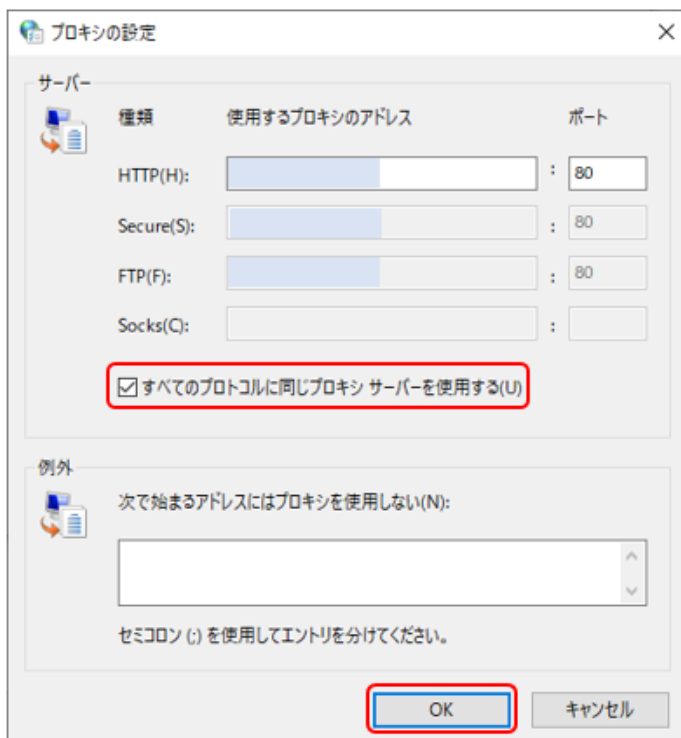 プロキシの設定
サーバー
種類 使用するプロキシのアドレス ポート
HTTP(H): : 80
Secure(S): : 80
FTP(F): : 80
Socks(C): :
すべてのプロトコルに同じプロキシ サーバーを使用する(U)
例外
次で始まるアドレスにはプロキシを使用しない(N):
セミコロン (;) を使用してエントリを分けてください。
OK キャンセル